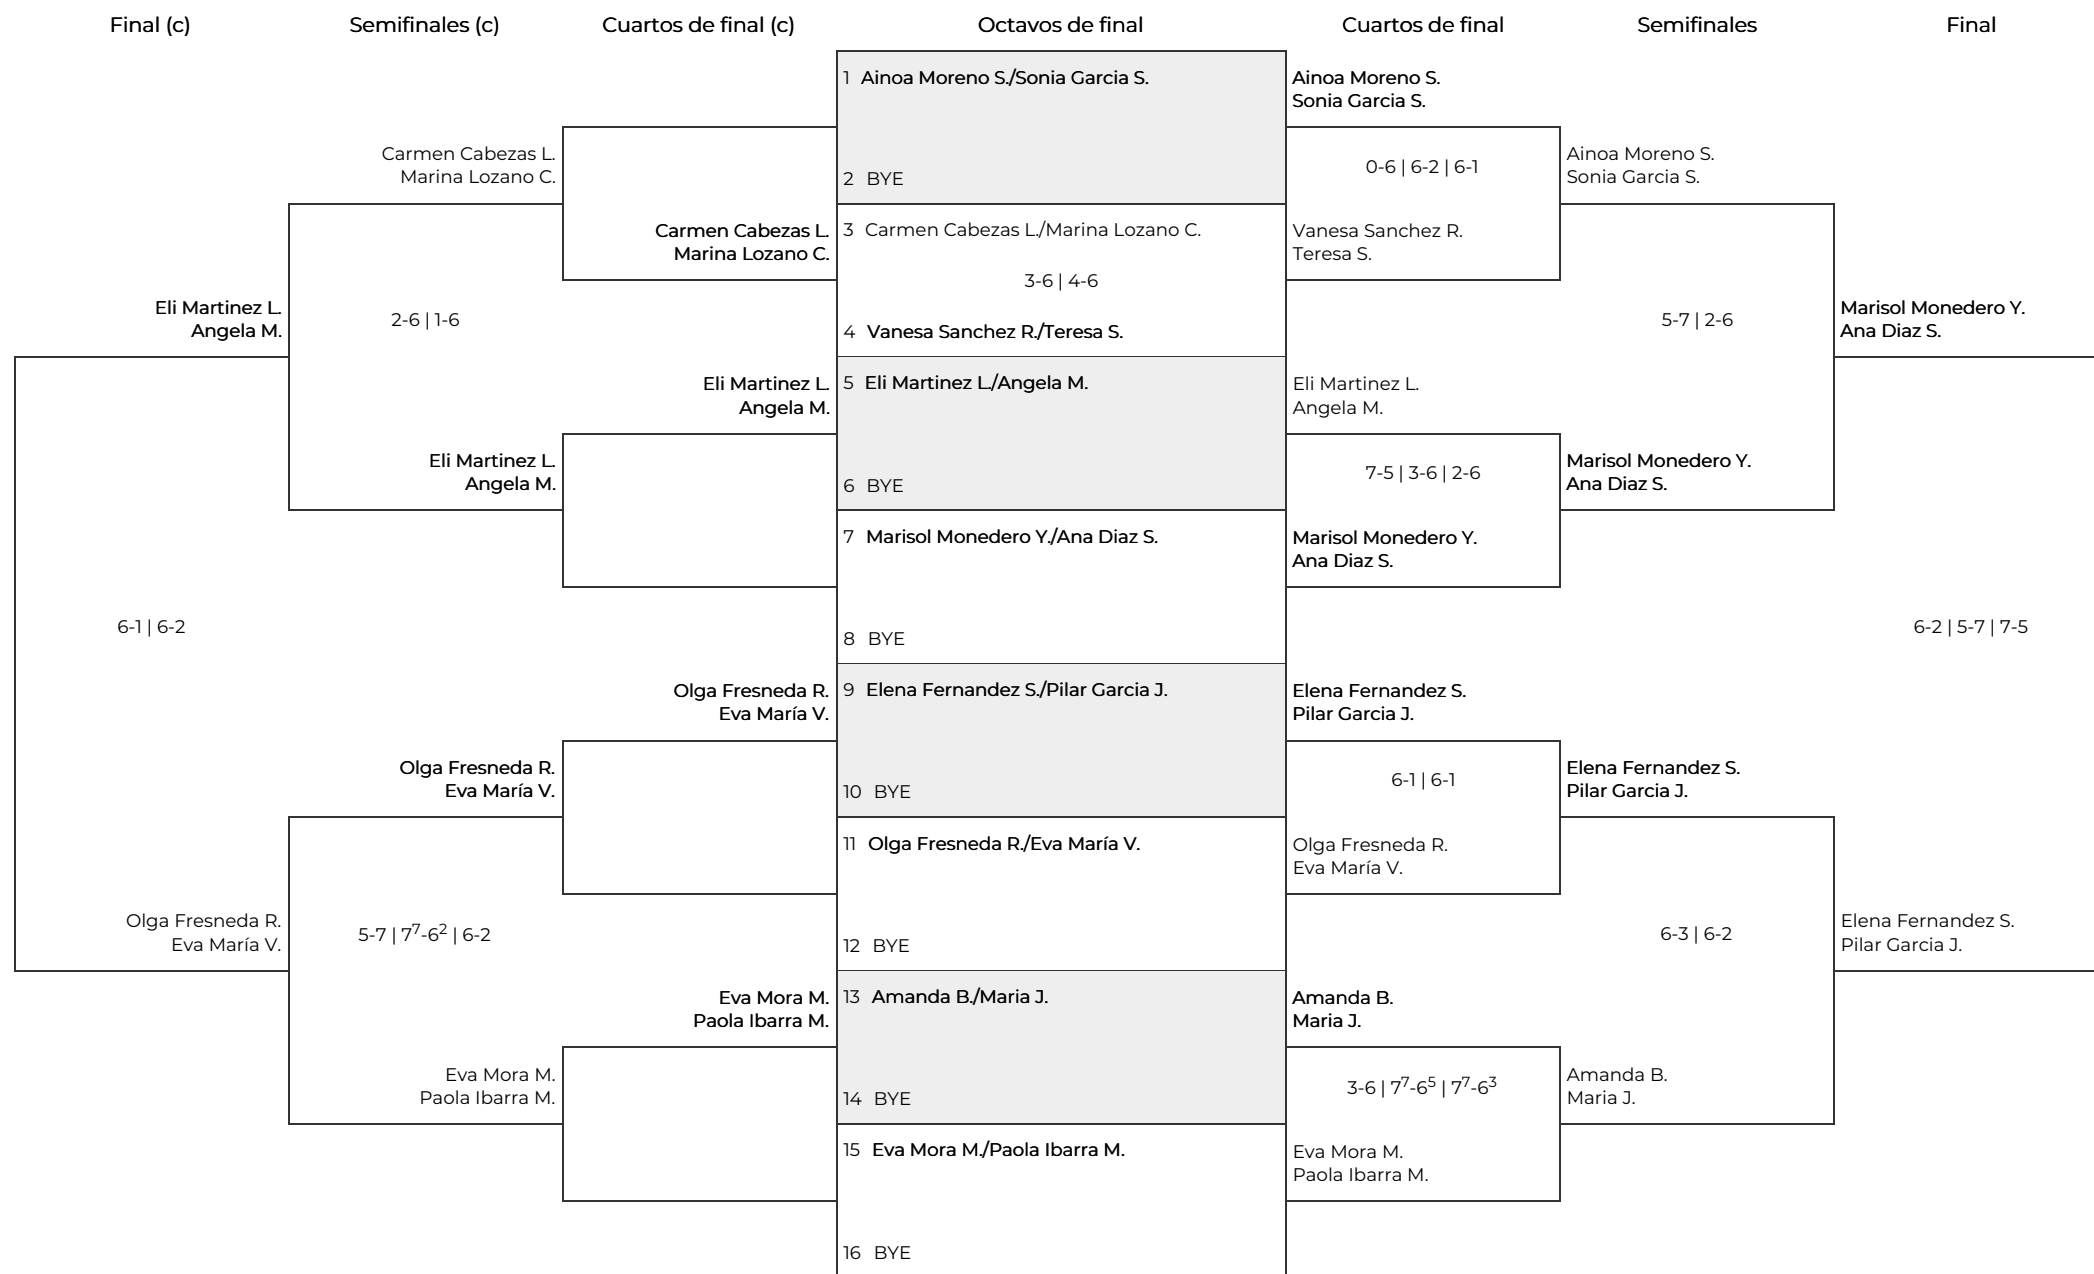 Final (c)
Semifinales (c)
Cuartos de final (c)
Octavos de final
Cuartos de final
Semifinales
Final
Eli Martinez L.
Angela M.
6-1 | 6-2
Olga Fresneda R.
Eva María V.
Carmen Cabezas L.
Marina Lozano C.
2-6 | 1-6
Eli Martinez L.
Angela M.
Olga Fresneda R.
Eva María V.
5-7 | 7⁷-6² | 6-2
Eva Mora M.
Paola Ibarra M.
Carmen Cabezas L.
Marina Lozano C.
Eli Martinez L.
Angela M.
Olga Fresneda R.
Eva María V.
Eva Mora M.
Paola Ibarra M.
1 Ainoa Moreno S./Sonia Garcia S.
2 BYE
3 Carmen Cabezas L./Marina Lozano C.
3-6 | 4-6
4 Vanesa Sanchez R./Teresa S.
5 Eli Martinez L./Angela M.
6 BYE
7 Marisol Monedero Y./Ana Diaz S.
8 BYE
9 Elena Fernandez S./Pilar Garcia J.
10 BYE
11 Olga Fresneda R./Eva María V.
12 BYE
13 Amanda B./Maria J.
14 BYE
15 Eva Mora M./Paola Ibarra M.
16 BYE
Ainoa Moreno S.
Sonia Garcia S.
0-6 | 6-2 | 6-1
Vanesa Sanchez R.
Teresa S.
Eli Martinez L.
Angela M.
7-5 | 3-6 | 2-6
Marisol Monedero Y.
Ana Diaz S.
Elena Fernandez S.
Pilar Garcia J.
6-1 | 6-1
Olga Fresneda R.
Eva María V.
Amanda B.
Maria J.
3-6 | 7⁷-6⁵ | 7⁷-6³
Eva Mora M.
Paola Ibarra M.
Ainoa Moreno S.
Sonia Garcia S.
5-7 | 2-6
Marisol Monedero Y.
Ana Diaz S.
Elena Fernandez S.
Pilar Garcia J.
6-3 | 6-2
Amanda B.
Maria J.
Marisol Monedero Y.
Ana Diaz S.
6-2 | 5-7 | 7-5
Elena Fernandez S.
Pilar Garcia J.